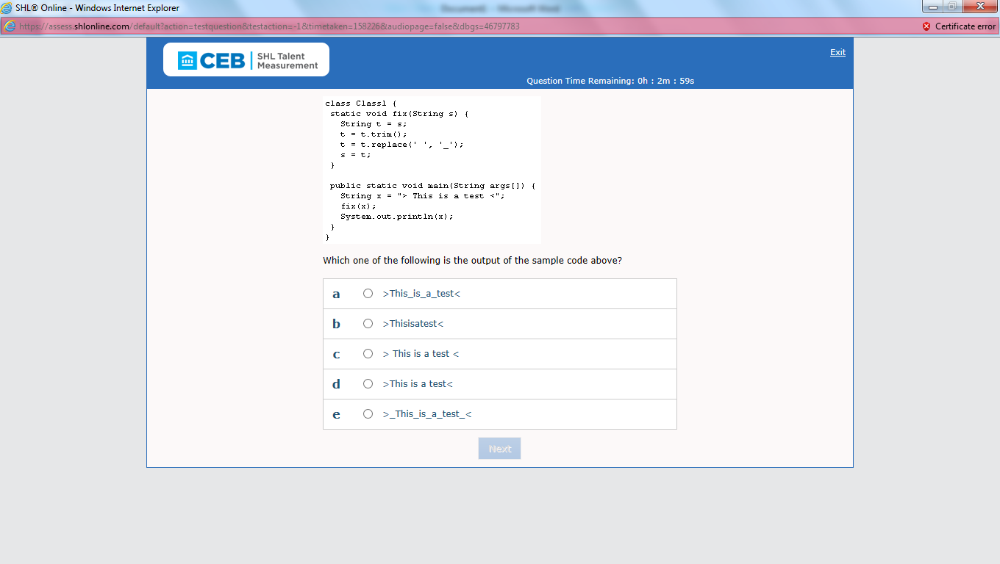 SHL® Online - Windows Internet Explorer
https://assess.shlonline.com/default?action=testquestion&testaction=-1&timetaken=158226&audiopage=false&dbgs=46797783
Certificate error
CEB
SHL Talent
Measurement
Exit
Question Time Remaining: 0h : 2m : 59s
class Class1 {
static void fix(String s) {
String t = s;
t = t.trim();
t = t.replace(' ', '_');
s = t;
}
public static void main(String args[]) {
String x = "> This is a test <";
fix(x);
System.out.println(x);
}
}
Which one of the following is the output of the sample code above?
a >This_is_a_test<
b >Thisisatest<
c > This is a test <
d >This is a test<
e >_This_is_a_test_<
Next